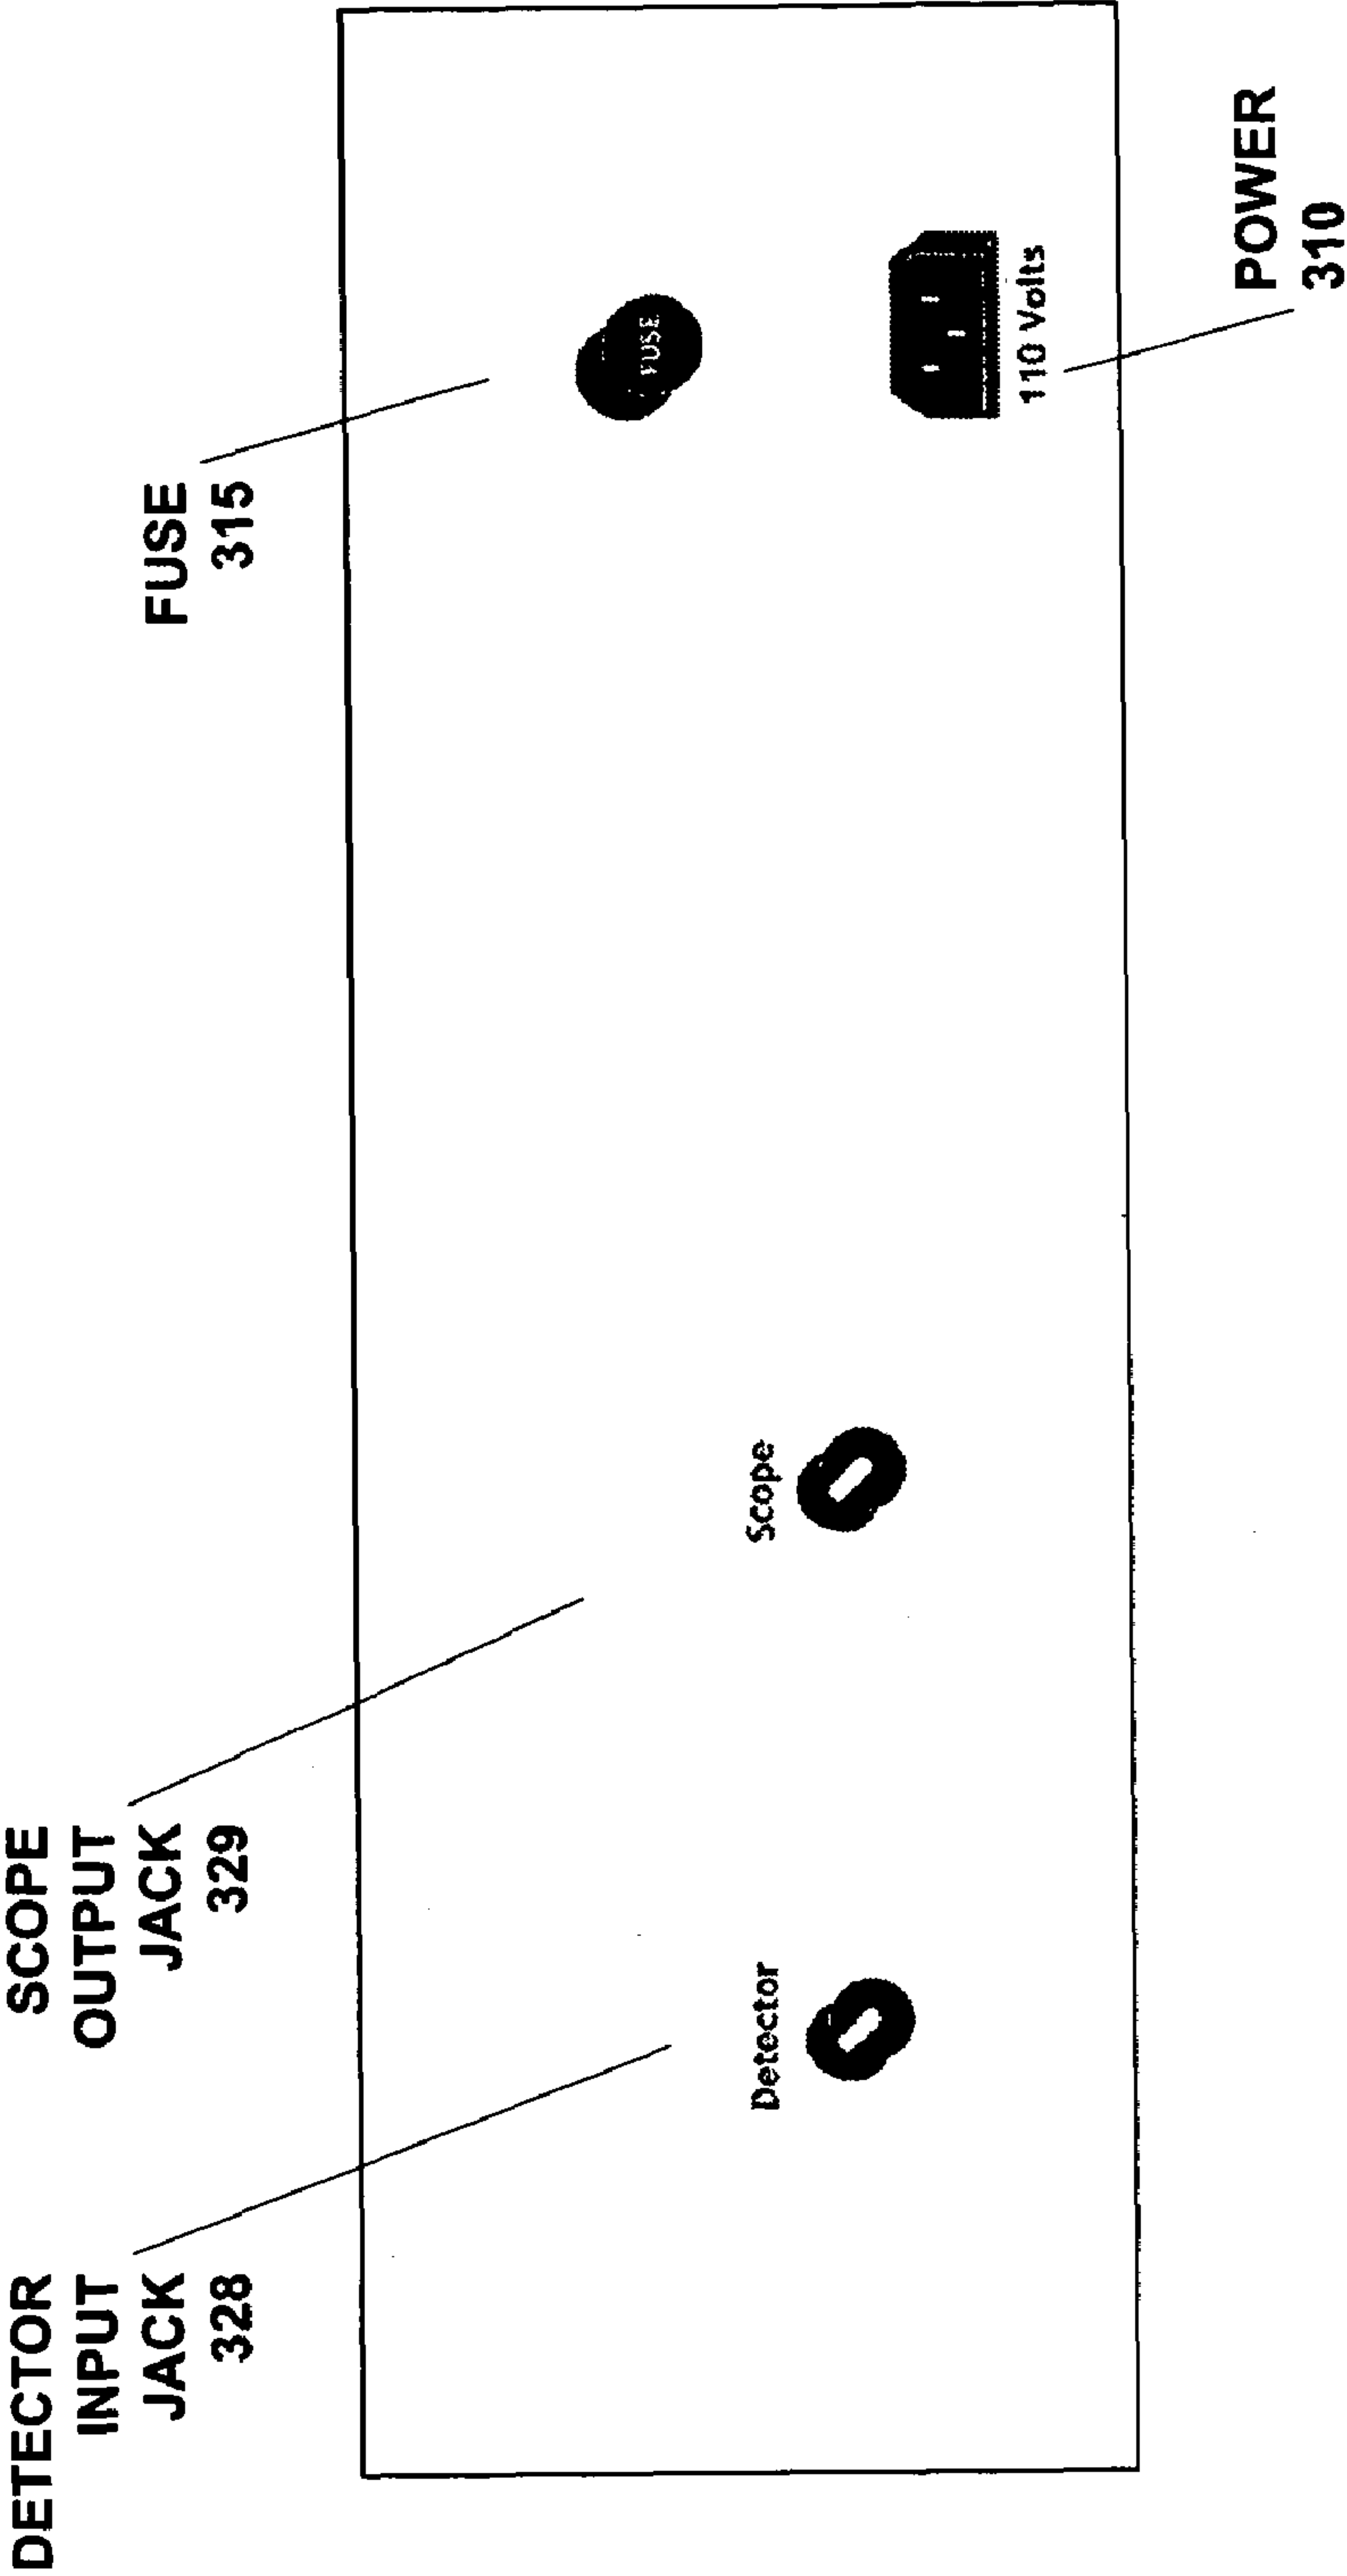 DETECTOR
INPUT
JACK
328
SCOPE
OUTPUT
JACK
329
FUSE
315
Detector
Scope
FUSE
110 Volts
POWER
310